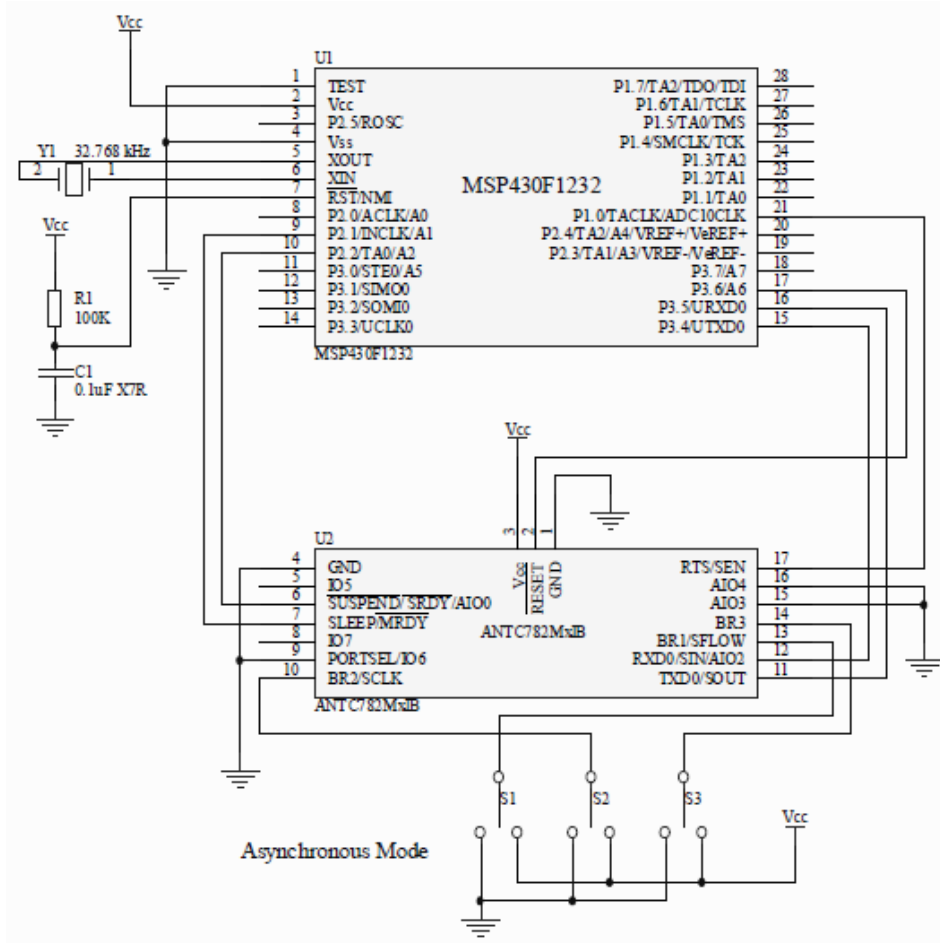 Vcc
U1
1 TEST P1.7/TA2/TDO/TDI 28
2 Vcc P1.6/TA1/TCLK 27
3 P2.5/ROSC P1.5/TA0/TMS 26
4 Vss P1.4/SMCLK/TCK 25
Y1 32.768 kHz 5 XOUT P1.3/TA2 24
2 1 6 XIN P1.2/TA1 23
7 RST/NMI MSP430F1232 P1.1/TA0 22
8 P2.0/ACLK/A0 P1.0/TACLK/ADC10CLK 21
Vcc 9 P2.1/INCLK/A1 P2.4/TA2/A4/VREF+/VeREF+ 20
10 P2.2/TA0/A2 P2.3/TA1/A3/VREF-/VeREF- 19
11 P3.0/STE0/A5 P3.7/A7 18
12 P3.1/SIMO0 P3.6/A6 17
R1 13 P3.2/SOMI0 P3.5/URXD0 16
100K 14 P3.3/UCLK0 P3.4/UTXD0 15
MSP430F1232
C1
0.1uF X7R
Vcc
3 2 1
U2
4 GND Vcc RESET GND RTS/SEN 17
5 IO5 AIO4 16
6 SUSPEND/SRDY/AIO0 AIO3 15
7 SLEEP/MRDY BR3 14
8 IO7 ANTC782MxIB BR1/SFLOW 13
9 PORTSEL/IO6 RXD0/SIN/AIO2 12
10 BR2/SCLK TXD0/SOUT 11
ANTC782MxIB
S1 S2 S3
Vcc
Asynchronous Mode